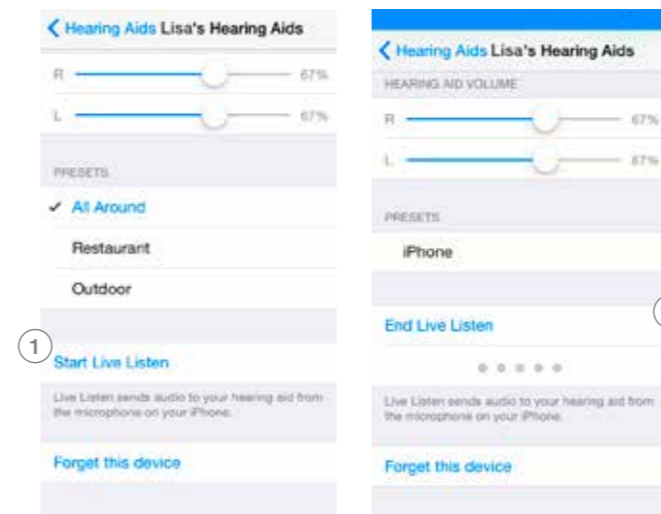 Hearing Aids Lisa's Hearing Aids
R 67%
L 67%
PRESETS
✓ All Around
Restaurant
Outdoor
1
Start Live Listen
Live Listen sends audio to your hearing aid from
the microphone on your iPhone.
Forget this device
Hearing Aids Lisa's Hearing Aids
HEARING AID VOLUME
R 67%
L 67%
PRESETS
iPhone
End Live Listen
Live Listen sends audio to your hearing aid from
the microphone on your iPhone.
Forget this device